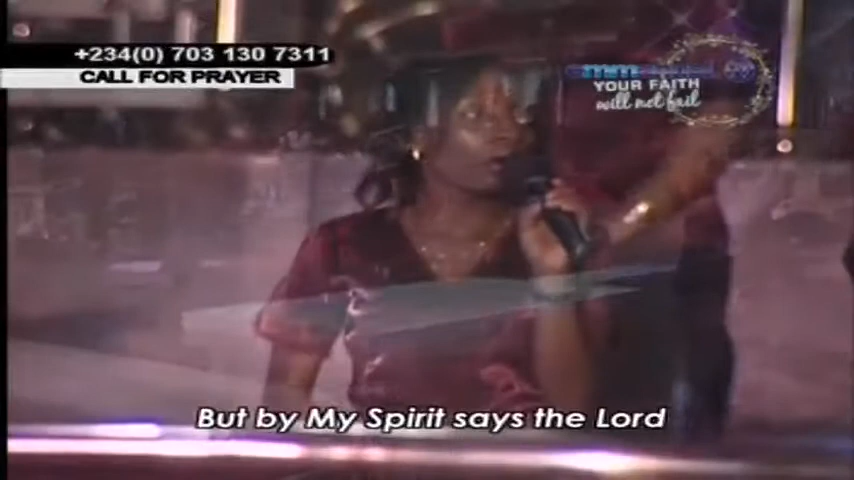 +234(0) 703 130 7311
CALL FOR PRAYER
YOUR FAITH
will not fail
But by My Spirit says the Lord